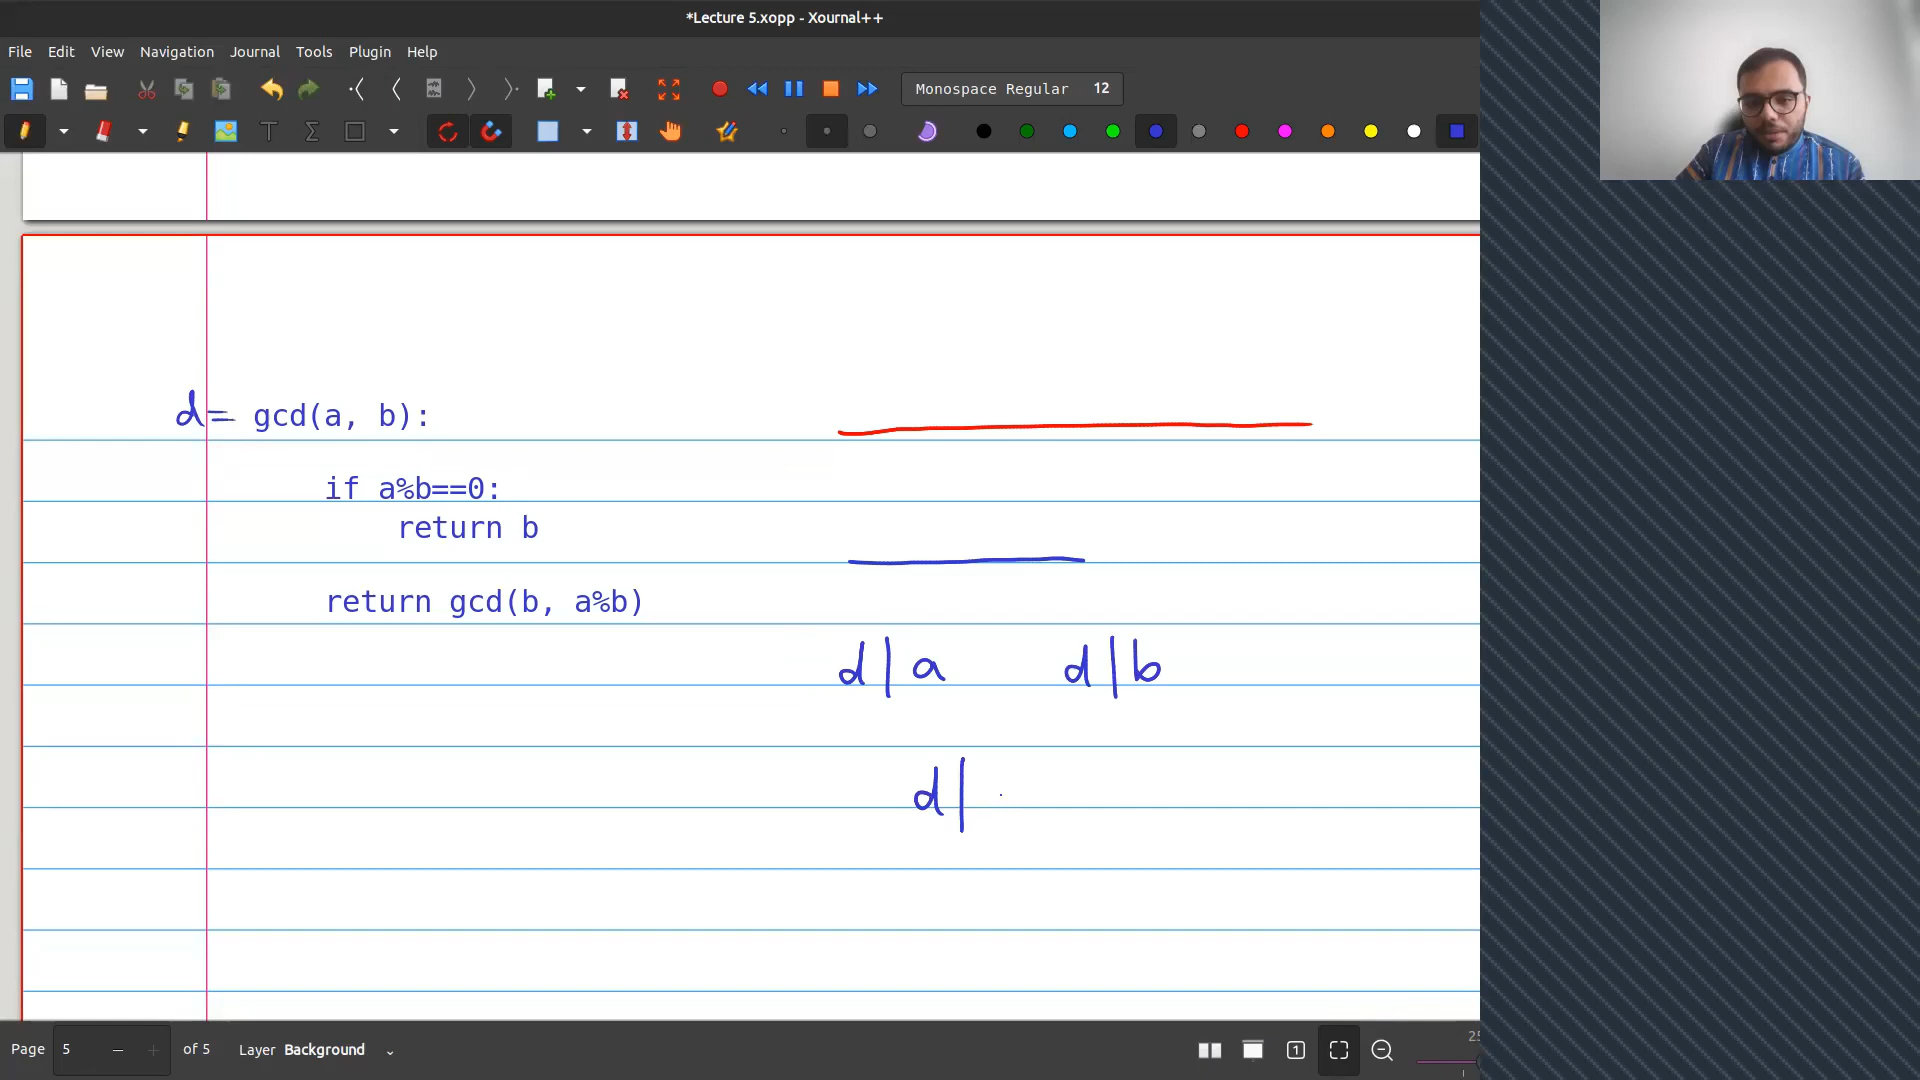 *Lecture 5.xopp - Xournal++
File Edit View Navigation Journal Tools Plugin Help
Monospace Regular 12
d= gcd(a, b):
if a%b==0:
return b
return gcd(b, a%b)
d|a d|b
d|
Page 5 of 5 Layer Background 1